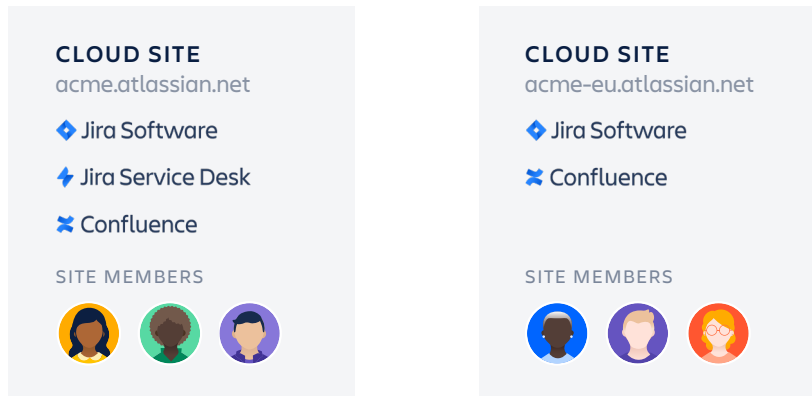 CLOUD SITE
acme.atlassian.net
Jira Software
Jira Service Desk
Confluence
SITE MEMBERS
CLOUD SITE
acme-eu.atlassian.net
Jira Software
Confluence
SITE MEMBERS